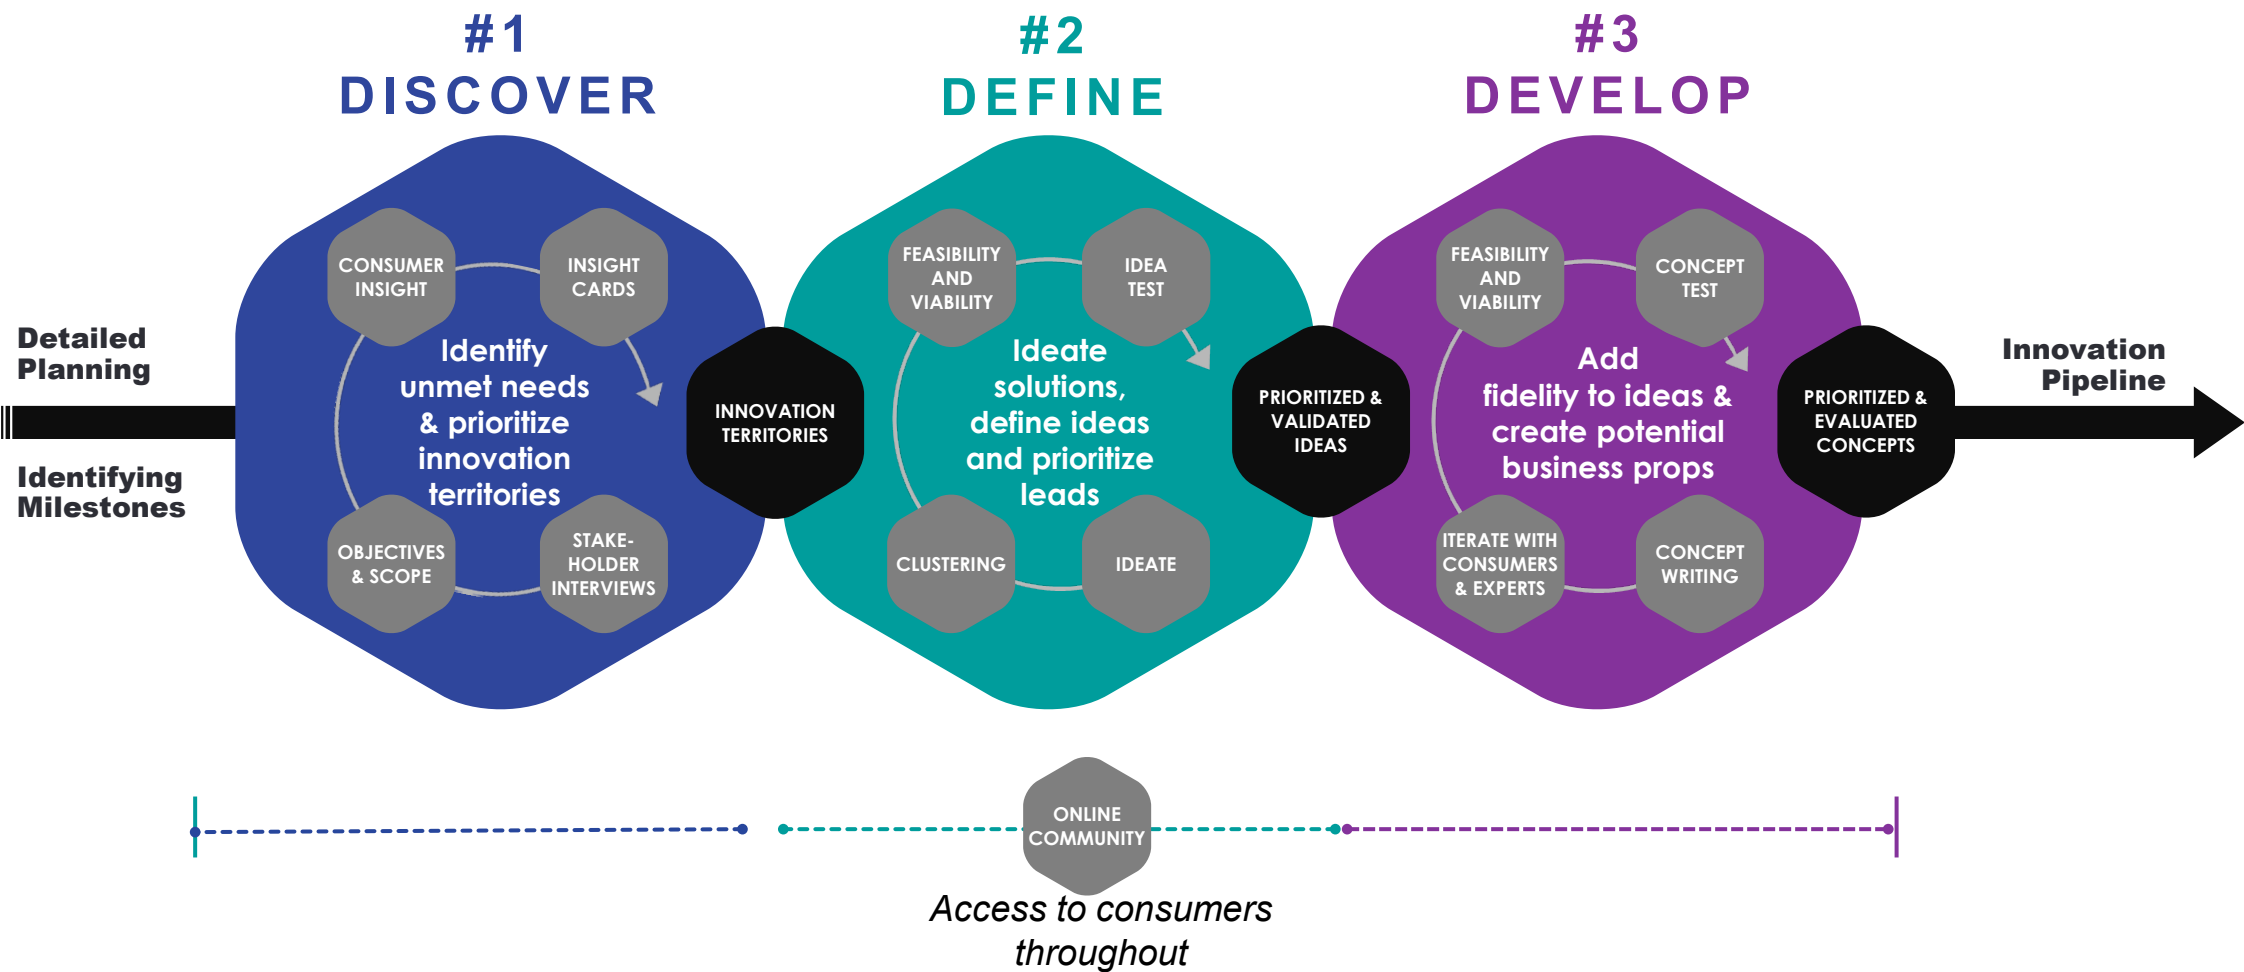 #1
DISCOVER
#2
DEFINE
#3
DEVELOP
Detailed
Planning
Identifying
Milestones
CONSUMER
INSIGHT
INSIGHT
CARDS
Identify
unmet needs
& prioritize
innovation
territories
OBJECTIVES
& SCOPE
STAKE-
HOLDER
INTERVIEWS
INNOVATION
TERRITORIES
FEASIBILITY
AND
VIABILITY
IDEA
TEST
Ideate
solutions,
define ideas
and prioritize
leads
CLUSTERING
IDEATE
PRIORITIZED &
VALIDATED
IDEAS
FEASIBILITY
AND
VIABILITY
CONCEPT
TEST
Add
fidelity to ideas &
create potential
business props
ITERATE WITH
CONSUMERS
& EXPERTS
CONCEPT
WRITING
PRIORITIZED &
EVALUATED
CONCEPTS
Innovation
Pipeline
ONLINE
COMMUNITY
Access to consumers
throughout